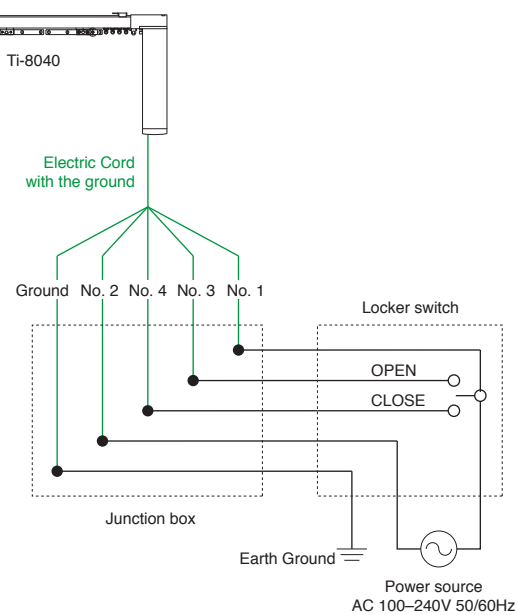 Ti-8040
Electric Cord
with the ground
Ground No. 2 No. 4 No. 3 No. 1
Locker switch
OPEN
CLOSE
Junction box
Earth Ground
Power source
AC 100–240V 50/60Hz